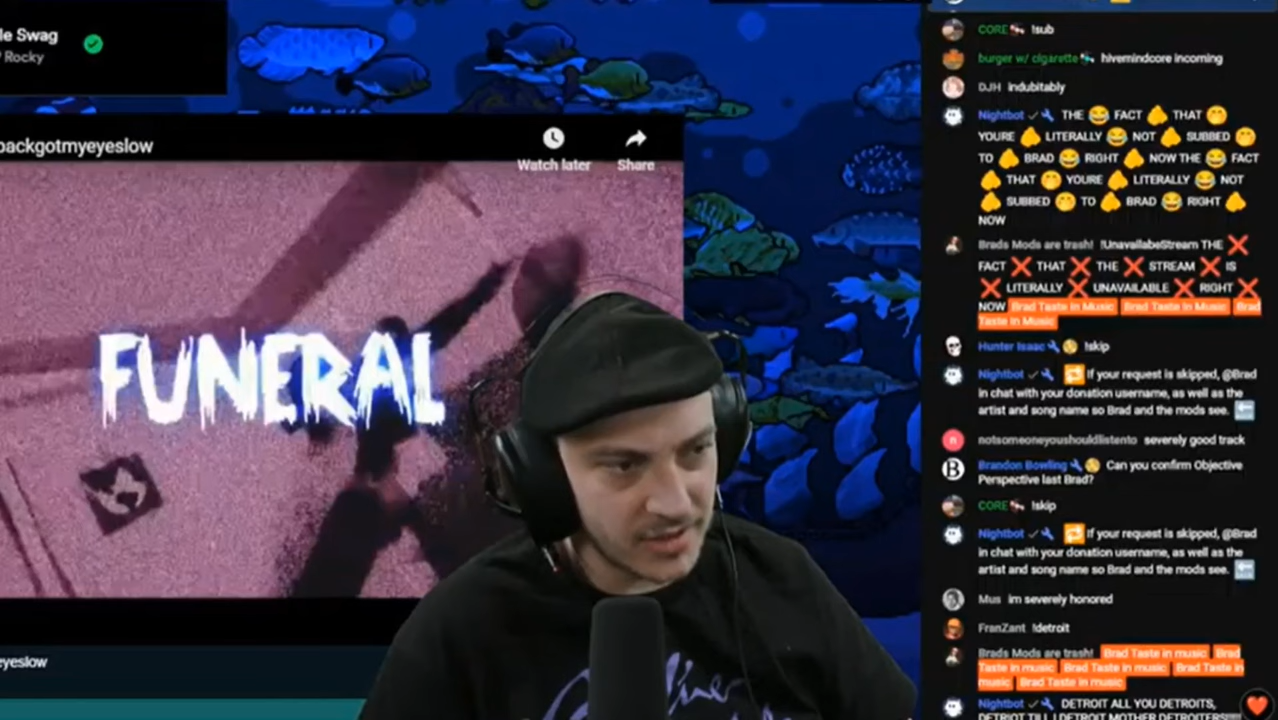 le Swag
Rocky
backgotmyeyeslow
Watch later
Share
FUNERAL
eyeslow
CORE !sub
burger w/ cigarette hivemindcore incoming
DJH indubitably
Nightbot THE 😂 FACT 🫵 THAT 🤭
YOURE 🫵 LITERALLY 😂 NOT 🫵 SUBBED 🤭
TO 🫵 BRAD 😂 RIGHT 🫵 NOW THE 😂 FACT
🫵 THAT 🤭 YOURE 🫵 LITERALLY 😂 NOT
🫵 SUBBED 🤭 TO 🫵 BRAD 😂 RIGHT 🫵
NOW
Brads Mods are trash! !UnavailabeStream THE ❌
FACT ❌ THAT ❌ THE ❌ STREAM ❌ IS
❌ LITERALLY ❌ UNAVAILABLE ❌ RIGHT ❌
NOW Brad Taste in Music Brad Taste in Music Brad
Taste in Music
Hunter Isaac !skip
Nightbot 🔁 If your request is skipped, @Brad
in chat with your donation username, as well as the
artist and song name so Brad and the mods see. 🔙
notsomeoneyoushouldlistento severely good track
Brandon Bowling Can you confirm Objective
Perspective last Brad?
CORE !skip
Nightbot 🔁 If your request is skipped, @Brad
in chat with your donation username, as well as the
artist and song name so Brad and the mods see. 🔙
Mus im severely honored
FranZant !detroit
Brads Mods are trash! Brad Taste in music Brad
Taste in music Brad Taste in music Brad Taste in
music Brad Taste in music
Nightbot DETROIT ALL YOU DETROITS,
DETROIT TILL I DETROIT MOTHER DETROITERS!!!!!